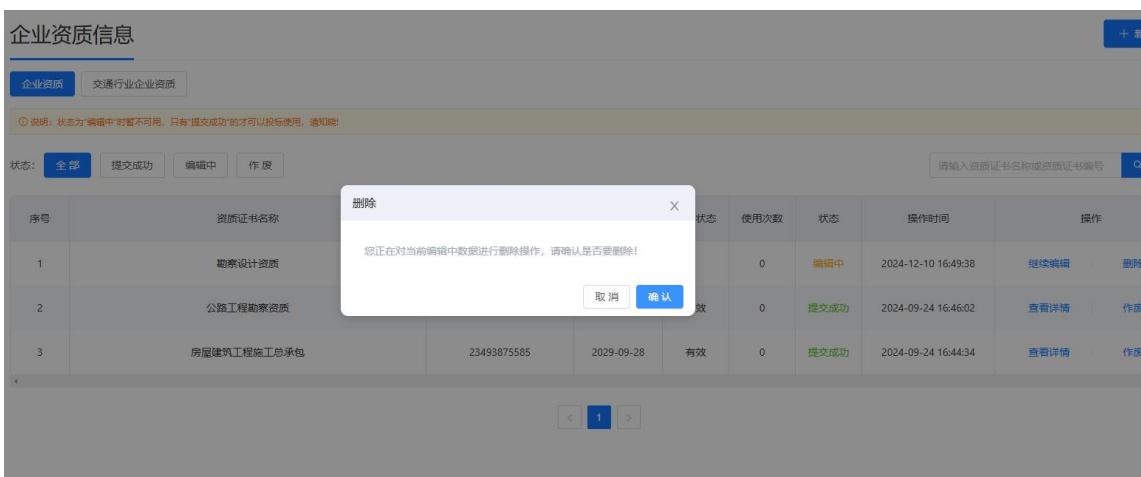 企业资质信息
+ 新
企业资质 交通行业企业资质
说明：状态为“编辑中”时暂不可用，只有“提交成功”的才可以投标使用，请知晓!
状态： 全部 提交成功 编辑中 作废 请输入资质证书名称或资质证书编号
删除 X
您正在对当前编辑中数据进行删除操作，请确认是否要删除!
取消 确认
序号 资质证书名称 状态 使用次数 状态 操作时间 操作
1 勘察设计资质 0 编辑中 2024-12-10 16:49:38 继续编辑 删除
2 公路工程勘察资质 效 0 提交成功 2024-09-24 16:46:02 查看详情 作废
3 房屋建筑工程施工总承包 23493875585 2029-09-28 有效 0 提交成功 2024-09-24 16:44:34 查看详情 作废
< 1 >